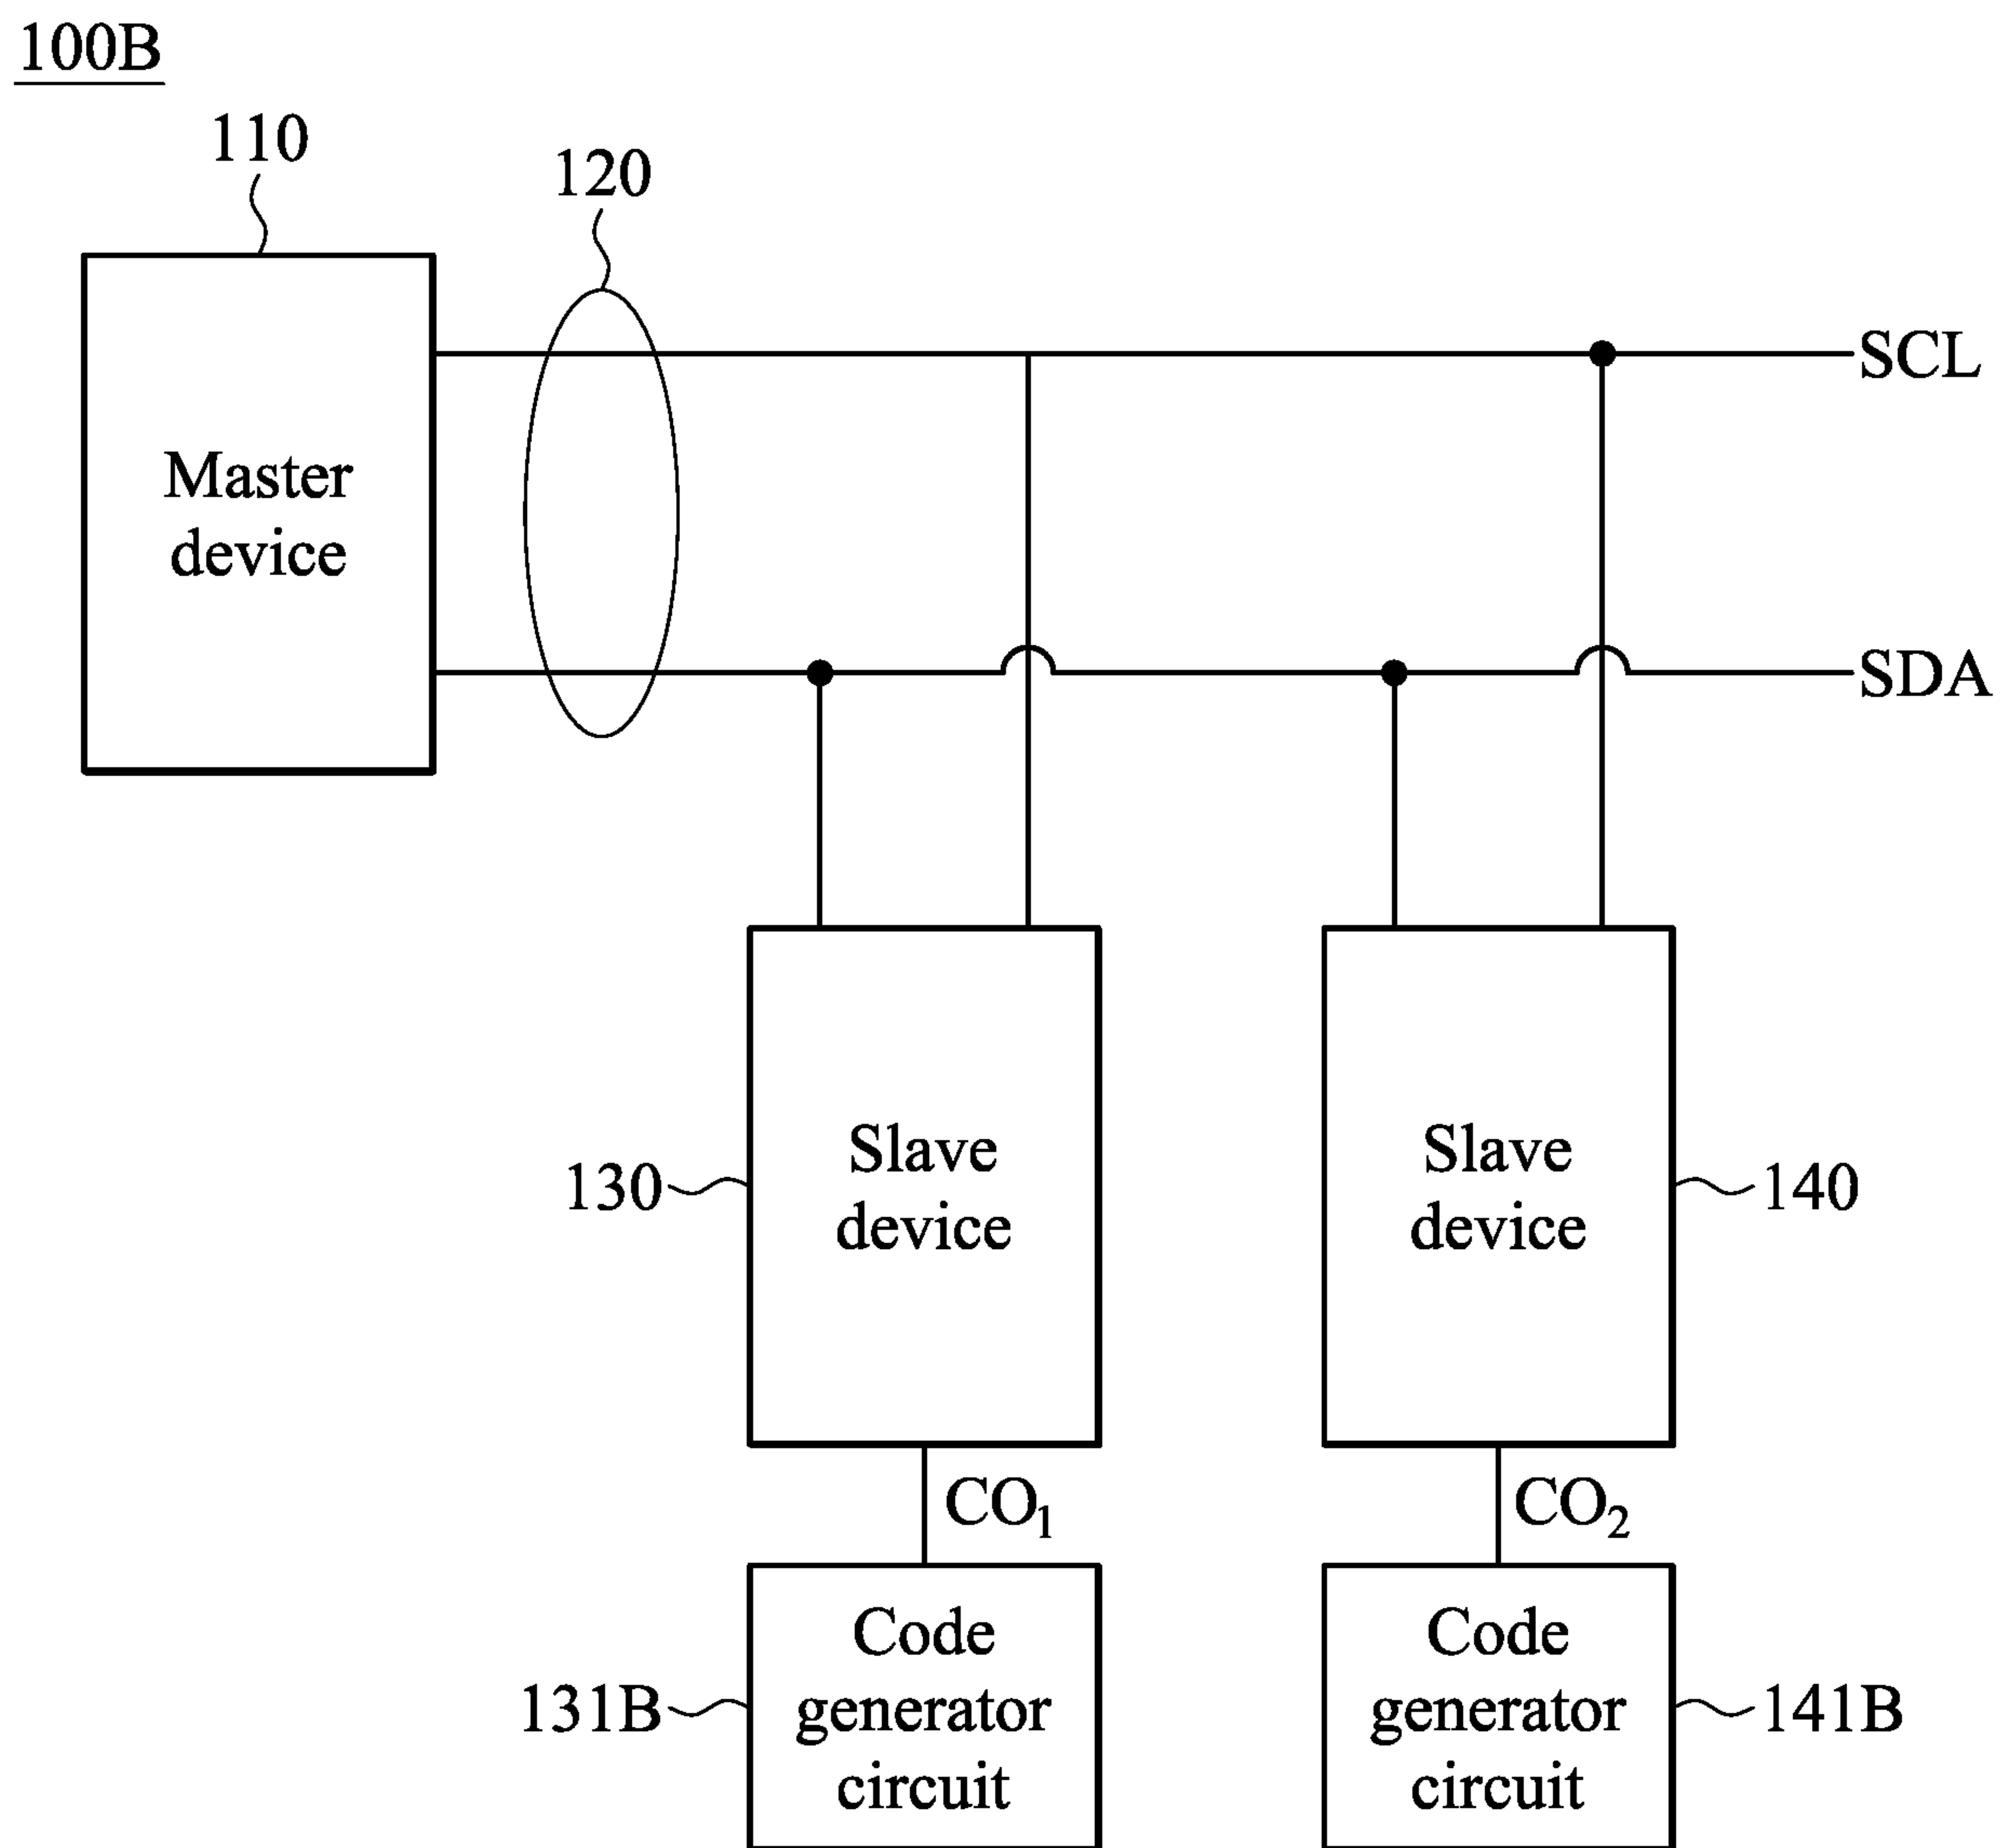 100B
110
120
SCL
Master
device
SDA
Slave
device
130
Slave
device
140
CO₁
CO₂
Code
generator
circuit
131B
Code
generator
circuit
141B